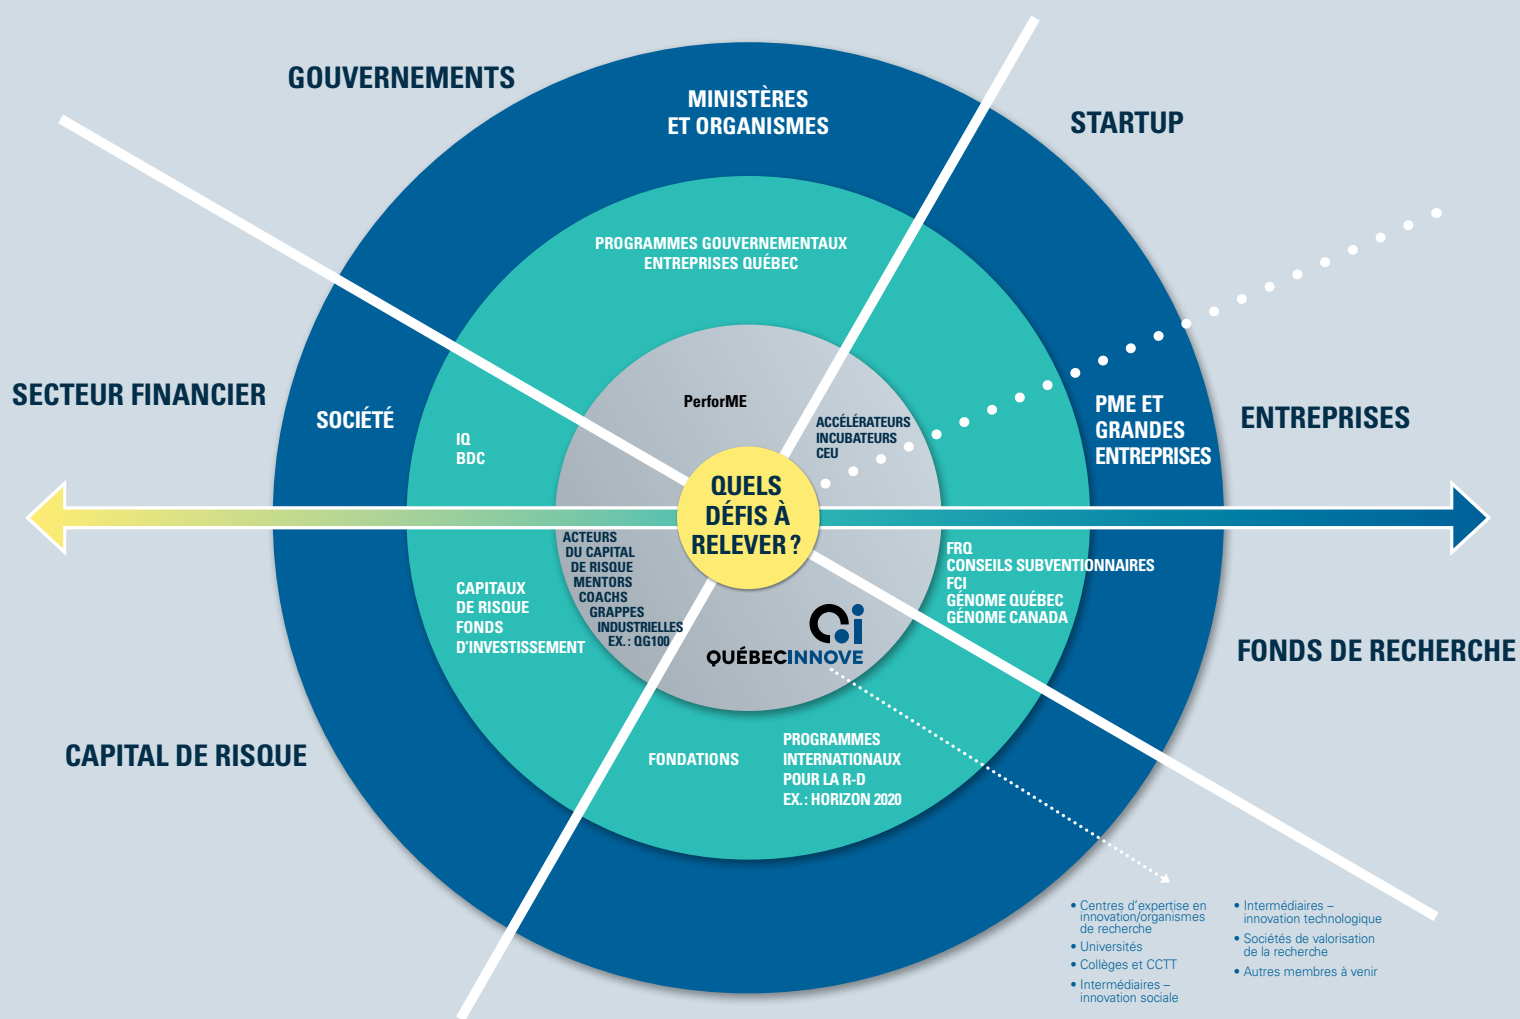 GOUVERNEMENTS
MINISTÈRES
ET ORGANISMES
STARTUP
PROGRAMMES GOUVERNEMENTAUX
ENTREPRISES QUÉBEC
SECTEUR FINANCIER
SOCIÉTÉ
IQ
BDC
PerforME
ACCÉLÉRATEURS
INCUBATEURS
CEU
PME ET
GRANDES
ENTREPRISES
ENTREPRISES
QUELS
DÉFIS À
RELEVER ?
ACTEURS
DU CAPITAL
DE RISQUE
MENTORS
COACHS
GRAPPES
INDUSTRIELLES
EX. : QG100
CAPITAUX
DE RISQUE
FONDS
D'INVESTISSEMENT
FRQ
CONSEILS SUBVENTIONNAIRES
FCI
GÉNOME QUÉBEC
GÉNOME CANADA
QUÉBECINNOVE
FONDS DE RECHERCHE
CAPITAL DE RISQUE
FONDATIONS
PROGRAMMES
INTERNATIONAUX
POUR LA R-D
EX. : HORIZON 2020
• Centres d'expertise en
innovation/organismes
de recherche
• Universités
• Collèges et CCTT
• Intermédiaires –
innovation sociale
• Intermédiaires –
innovation technologique
• Sociétés de valorisation
de la recherche
• Autres membres à venir